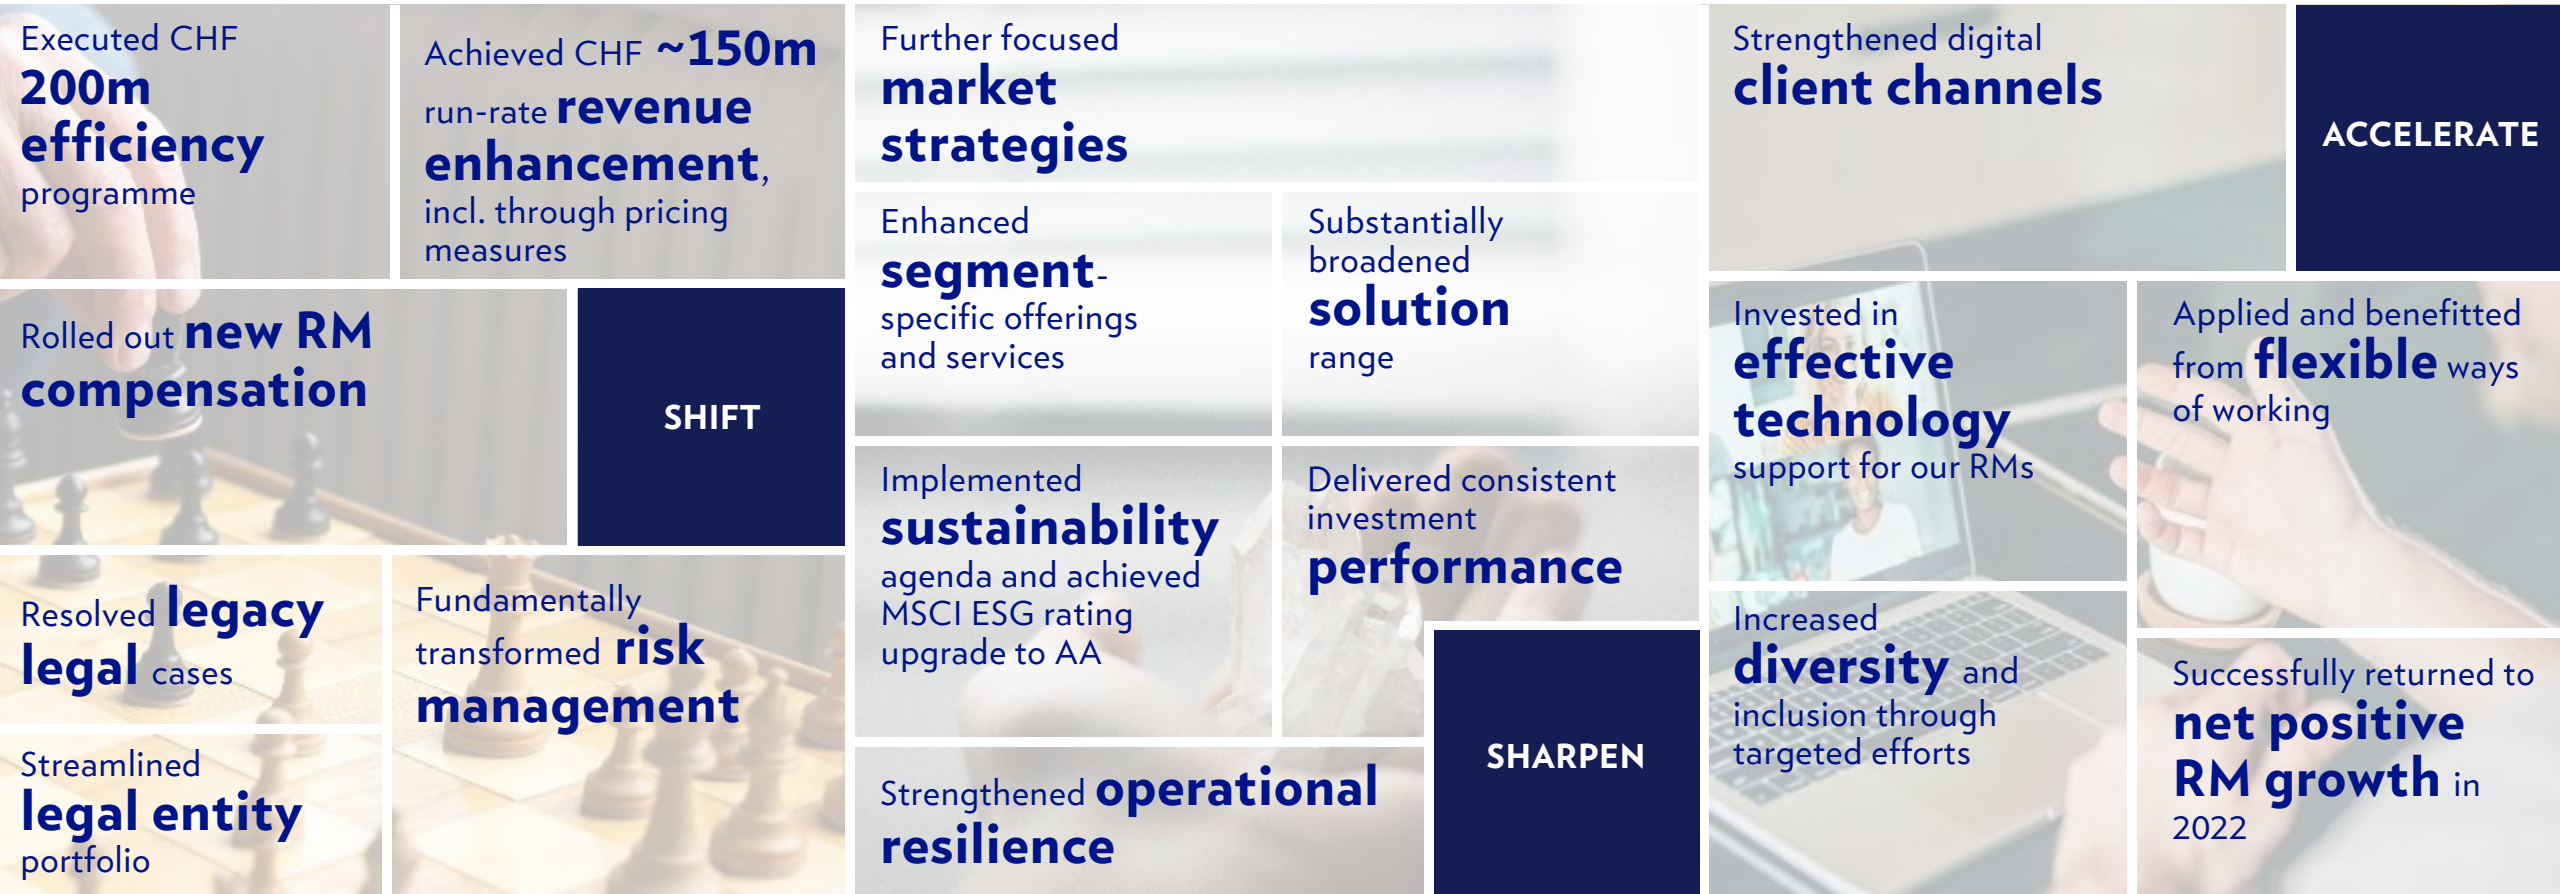 Executed CHF
200m
efficiency
programme
Achieved CHF ~150m
run-rate revenue
enhancement,
incl. through pricing
measures
Rolled out new RM
compensation
SHIFT
Resolved legacy
legal cases
Fundamentally
transformed risk
management
Streamlined
legal entity
portfolio
Further focused
market
strategies
Enhanced
segment-
specific offerings
and services
Substantially
broadened
solution
range
Implemented
sustainability
agenda and achieved
MSCI ESG rating
upgrade to AA
Delivered consistent
investment
performance
Strengthened operational
resilience
SHARPEN
Strengthened digital
client channels
ACCELERATE
Invested in
effective
technology
support for our RMs
Applied and benefitted
from flexible ways
of working
Increased
diversity and
inclusion through
targeted efforts
Successfully returned to
net positive
RM growth in
2022